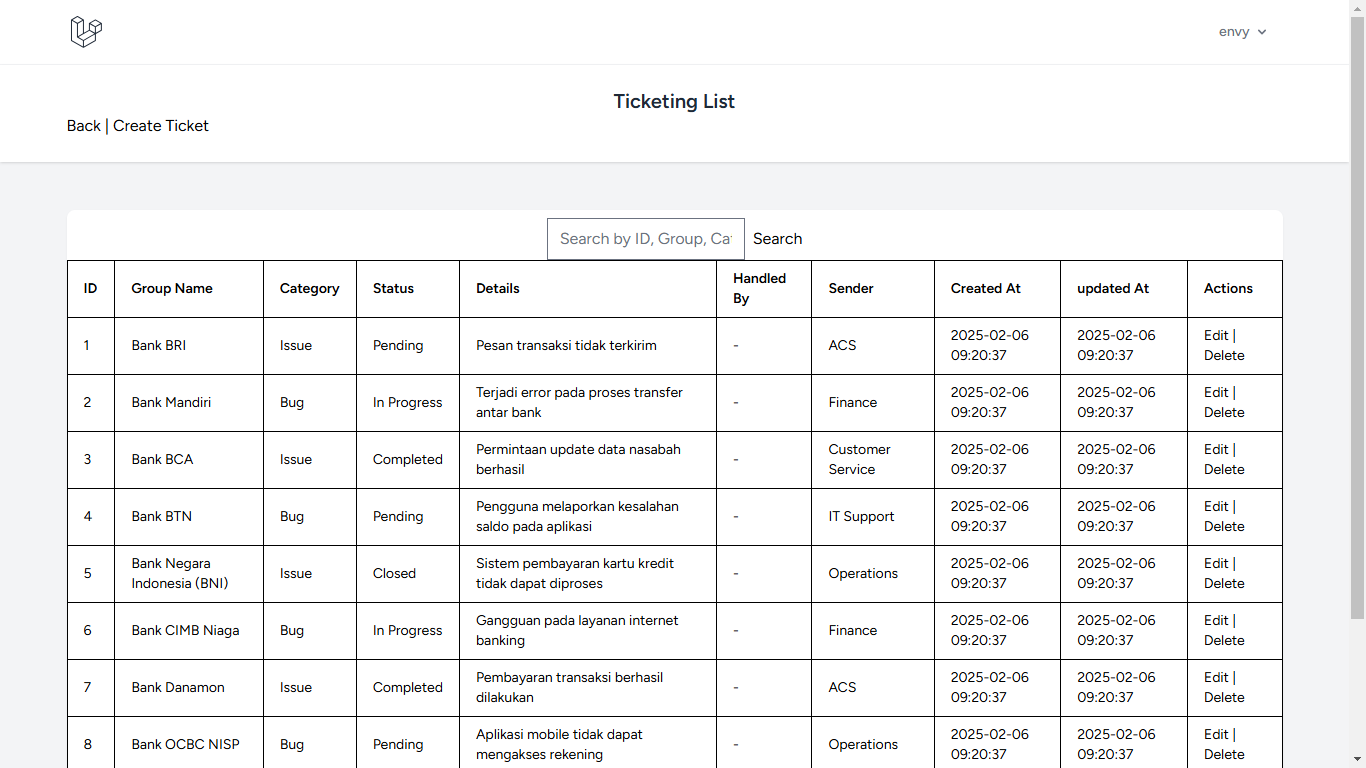 envy
Ticketing List
Back | Create Ticket
Search by ID, Group, Ca Search
ID Group Name Category Status Details Handled By Sender Created At updated At Actions
1 Bank BRI Issue Pending Pesan transaksi tidak terkirim - ACS 2025-02-06 09:20:37 2025-02-06 09:20:37 Edit | Delete
2 Bank Mandiri Bug In Progress Terjadi error pada proses transfer antar bank - Finance 2025-02-06 09:20:37 2025-02-06 09:20:37 Edit | Delete
3 Bank BCA Issue Completed Permintaan update data nasabah berhasil - Customer Service 2025-02-06 09:20:37 2025-02-06 09:20:37 Edit | Delete
4 Bank BTN Bug Pending Pengguna melaporkan kesalahan saldo pada aplikasi - IT Support 2025-02-06 09:20:37 2025-02-06 09:20:37 Edit | Delete
5 Bank Negara Indonesia (BNI) Issue Closed Sistem pembayaran kartu kredit tidak dapat diproses - Operations 2025-02-06 09:20:37 2025-02-06 09:20:37 Edit | Delete
6 Bank CIMB Niaga Bug In Progress Gangguan pada layanan internet banking - Finance 2025-02-06 09:20:37 2025-02-06 09:20:37 Edit | Delete
7 Bank Danamon Issue Completed Pembayaran transaksi berhasil dilakukan - ACS 2025-02-06 09:20:37 2025-02-06 09:20:37 Edit | Delete
8 Bank OCBC NISP Bug Pending Aplikasi mobile tidak dapat mengakses rekening - Operations 2025-02-06 09:20:37 2025-02-06 09:20:37 Edit | Delete